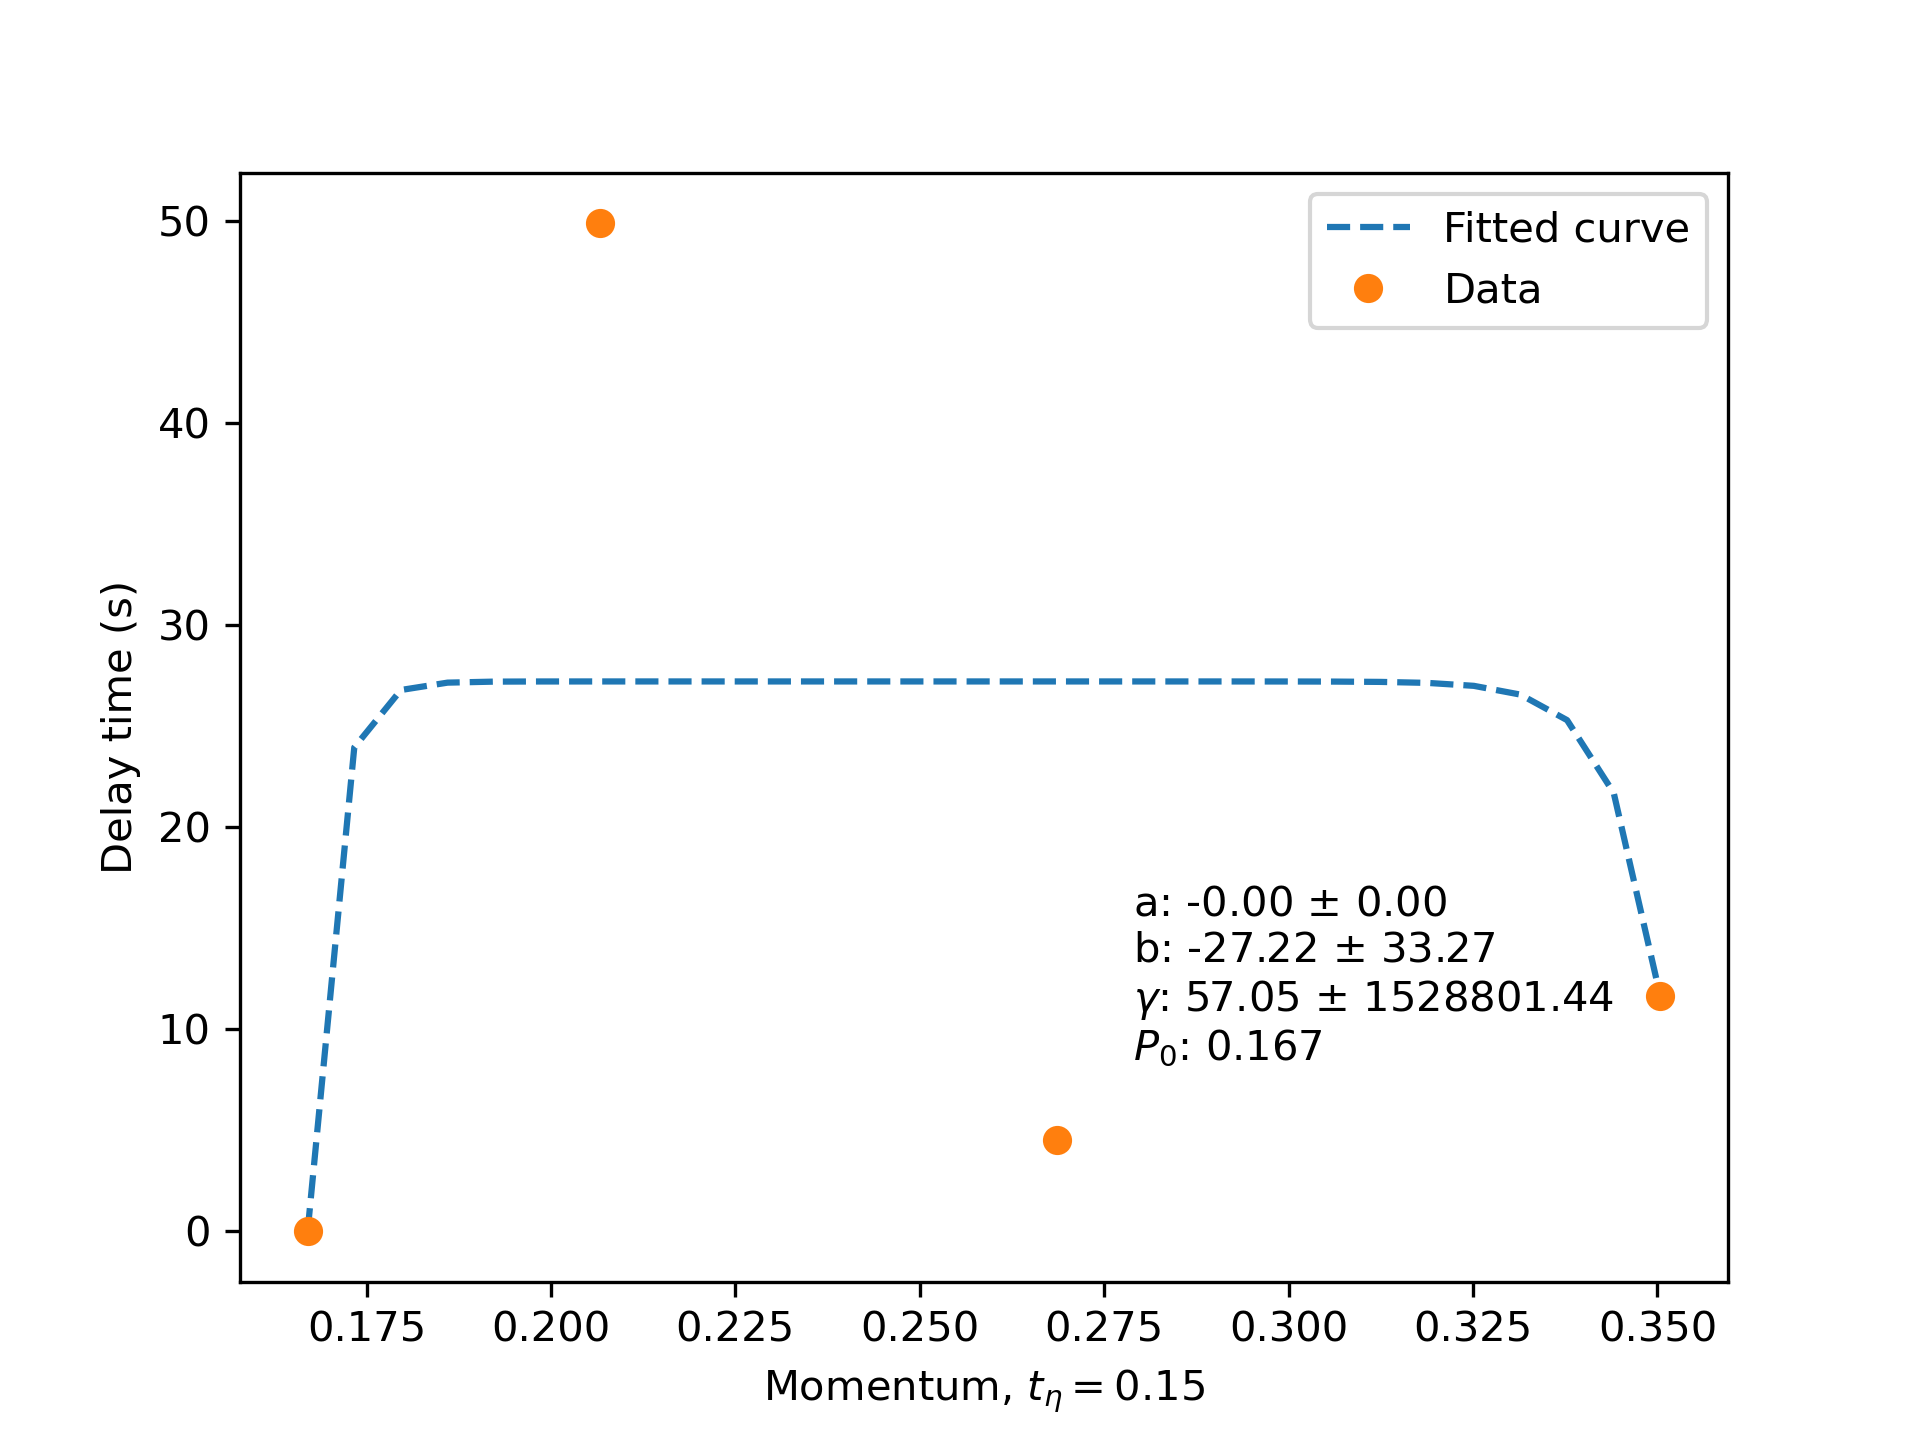 50
40
30
20
10
0
Delay time (s)
Fitted curve
Data
a: -0.00 ± 0.00
b: -27.22 ± 33.27
γ: 57.05 ± 1528801.44
P₀: 0.167
0.175 0.200 0.225 0.250 0.275 0.300 0.325 0.350
Momentum, tη = 0.15